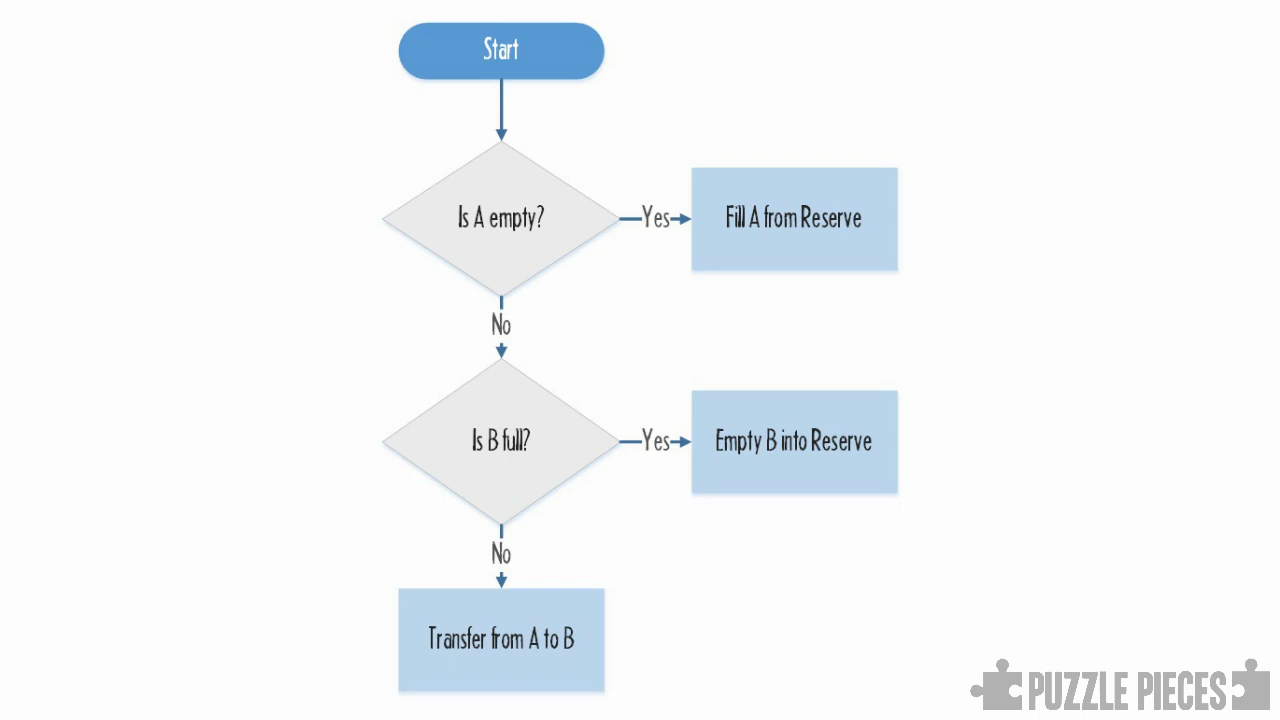 Start
Is A empty?
Yes
Fill A from Reserve
No
Is B full?
Yes
Empty B into Reserve
No
Transfer from A to B
PUZZLE PIECES